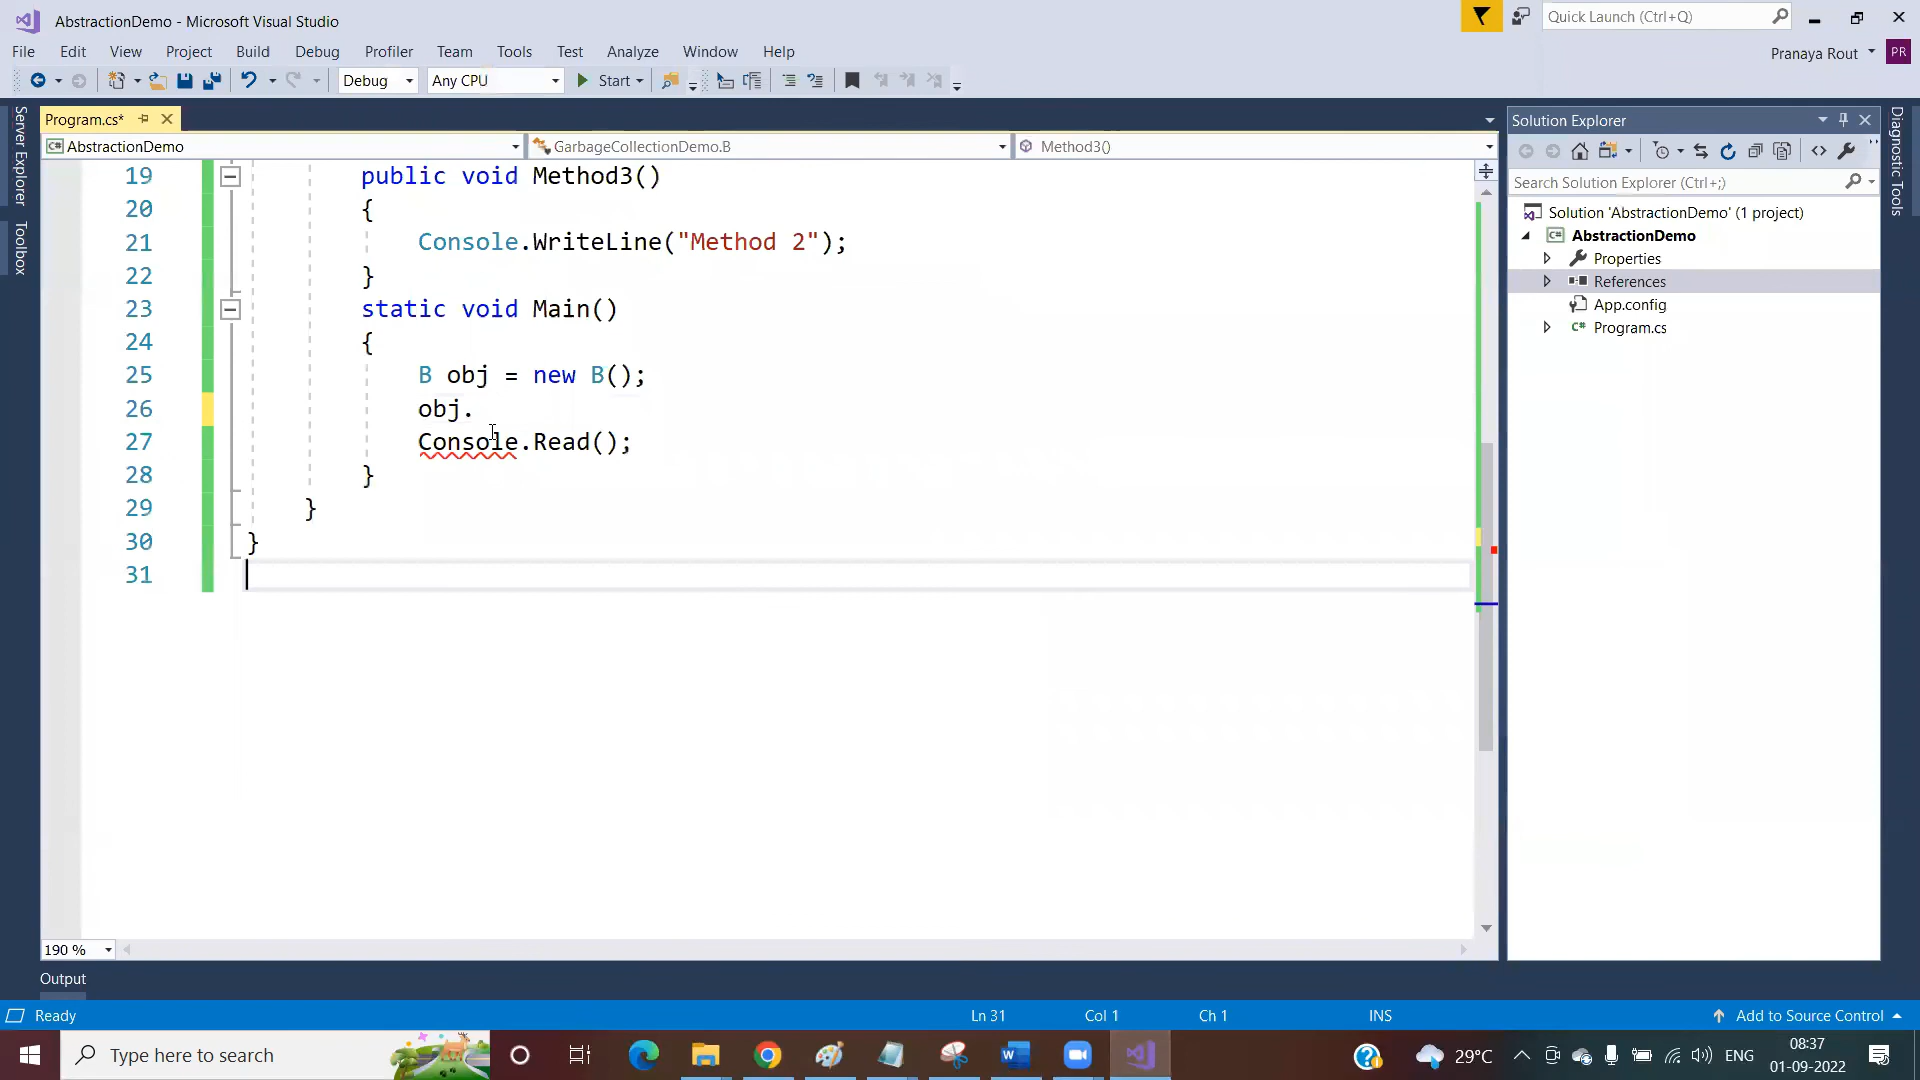 AbstractionDemo - Microsoft Visual Studio
Quick Launch (Ctrl+Q)
File Edit View Project Build Debug Profiler Team Tools Test Analyze Window Help
Pranaya Rout PR
Debug Any CPU Start
Program.cs*
AbstractionDemo GarbageCollectionDemo.B Method3()
19 public void Method3()
20 {
21 Console.WriteLine("Method 2");
22 }
23 static void Main()
24 {
25 B obj = new B();
26 obj.
27 Console.Read();
28 }
29 }
30 }
31
190 %
Output
Server Explorer
Toolbox
Solution Explorer
Search Solution Explorer (Ctrl+;)
Solution 'AbstractionDemo' (1 project)
C# AbstractionDemo
Properties
References
App.config
C# Program.cs
Diagnostic Tools
Ready Ln 31 Col 1 Ch 1 INS Add to Source Control
Type here to search
29°C ENG
08:37
01-09-2022